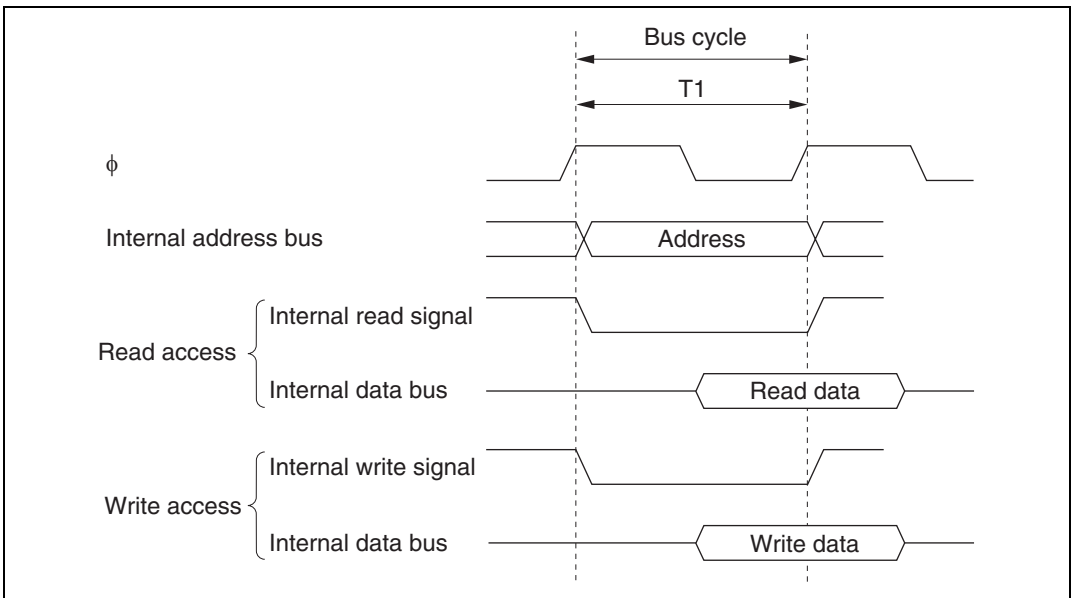 Bus cycle
T1
ϕ
Internal address bus
Address
Read access
Internal read signal
Internal data bus
Read data
Write access
Internal write signal
Internal data bus
Write data